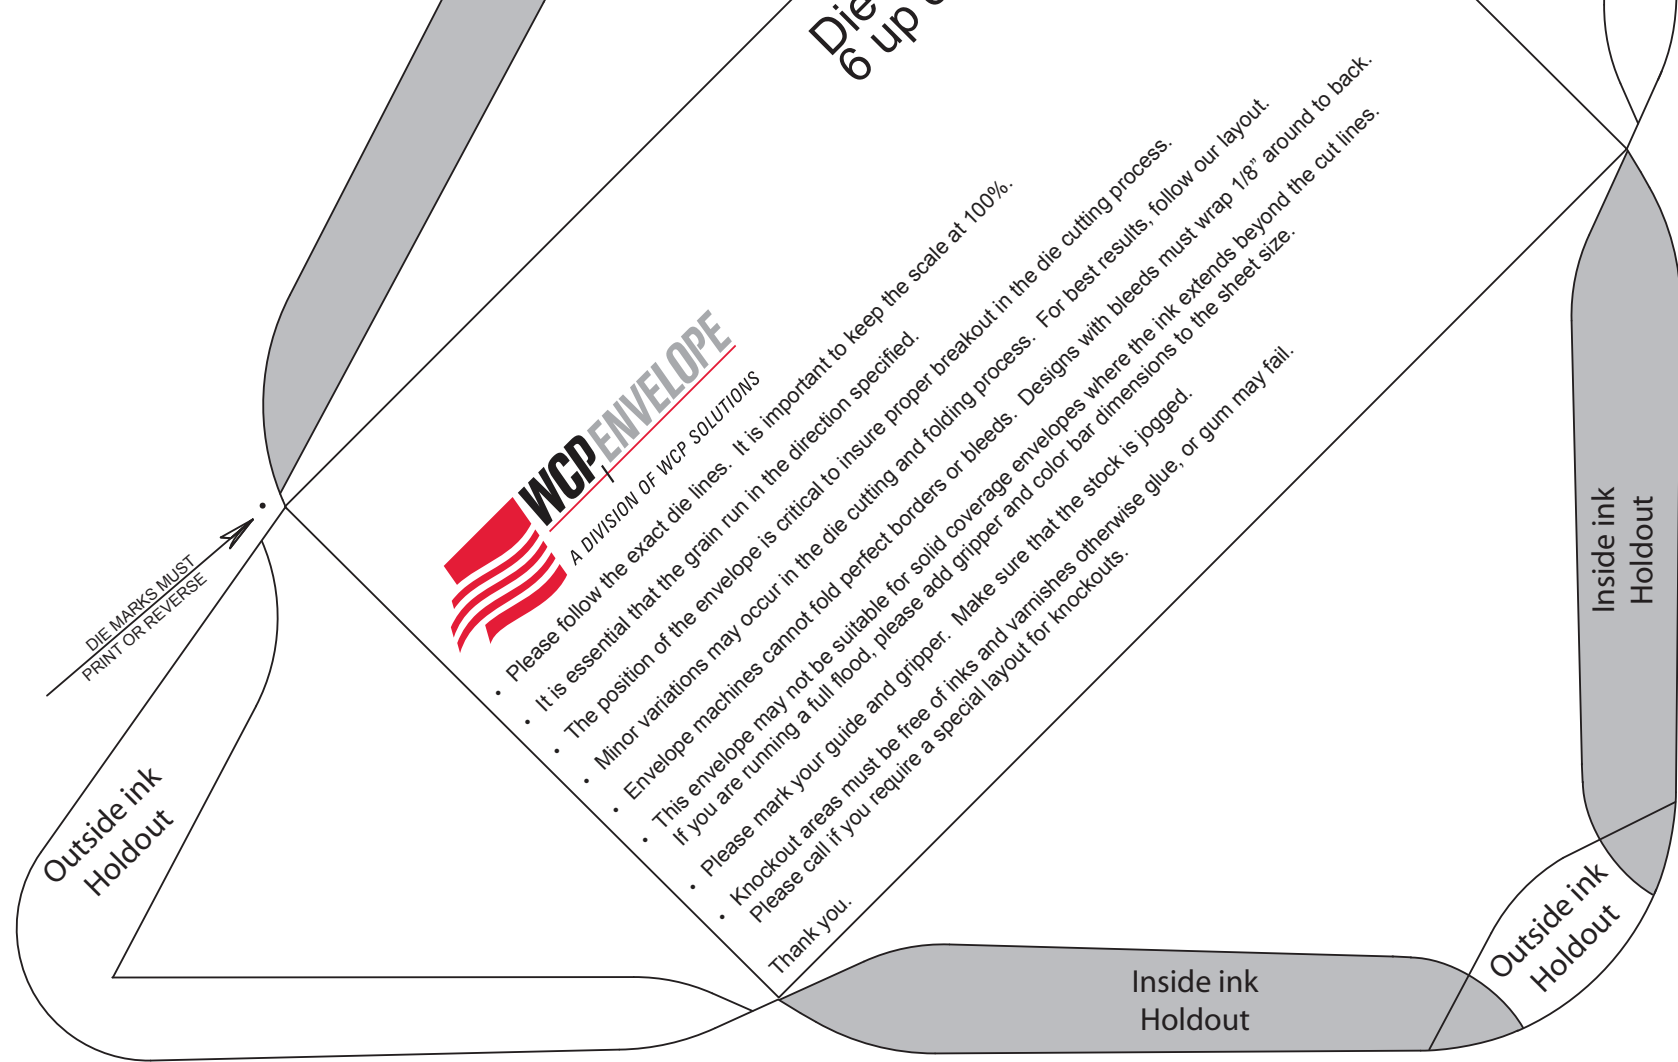 Die
6 up
WCP ENVELOPE
A DIVISION OF WCP SOLUTIONS
• Please follow the exact die lines. It is important to keep the scale at 100%.
• It is essential that the grain run in the direction specified.
• The position of the envelope is critical to insure proper breakout in the die cutting process.
• Minor variations may occur in the die cutting and folding process. For best results, follow our layout.
• Envelope machines cannot fold perfect borders or bleeds. Designs with bleeds must wrap 1/8” around to back.
• This envelope may not be suitable for solid coverage envelopes where the ink extends beyond the cut lines.
If you are running a full flood, please add gripper and color bar dimensions to the sheet size.
• Please mark your guide and gripper. Make sure that the stock is jogged.
• Knockout areas must be free of inks and varnishes otherwise glue, or gum may fail.
Please call if you require a special layout for knockouts.
Thank you.
DIE MARKS MUST
PRINT OR REVERSE
Outside ink
Holdout
Inside ink
Holdout
Outside ink
Holdout
Inside ink
Holdout